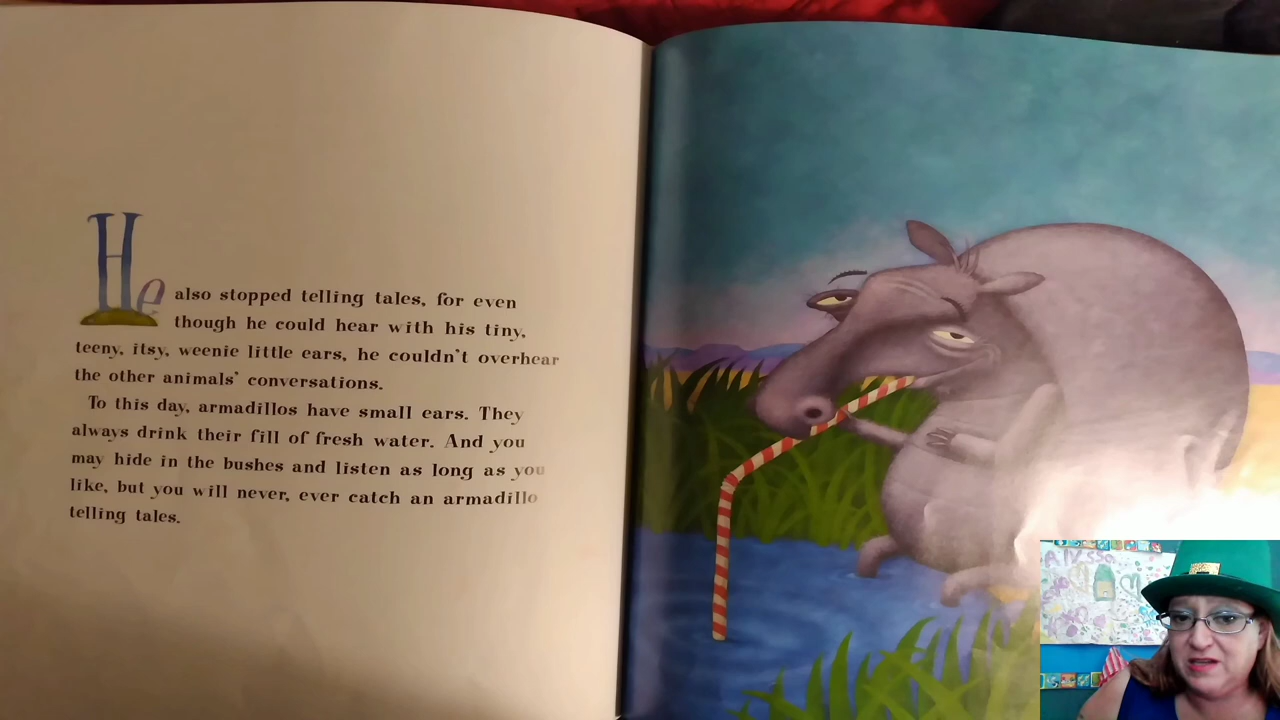 He also stopped telling tales, for even
though he could hear with his tiny,
teeny, itsy, weenie little ears, he couldn't overhear
the other animals' conversations.
To this day, armadillos have small ears. They
always drink their fill of fresh water. And you
may hide in the bushes and listen as long as you
like, but you will never, ever catch an armadillo
telling tales.
Alyssa